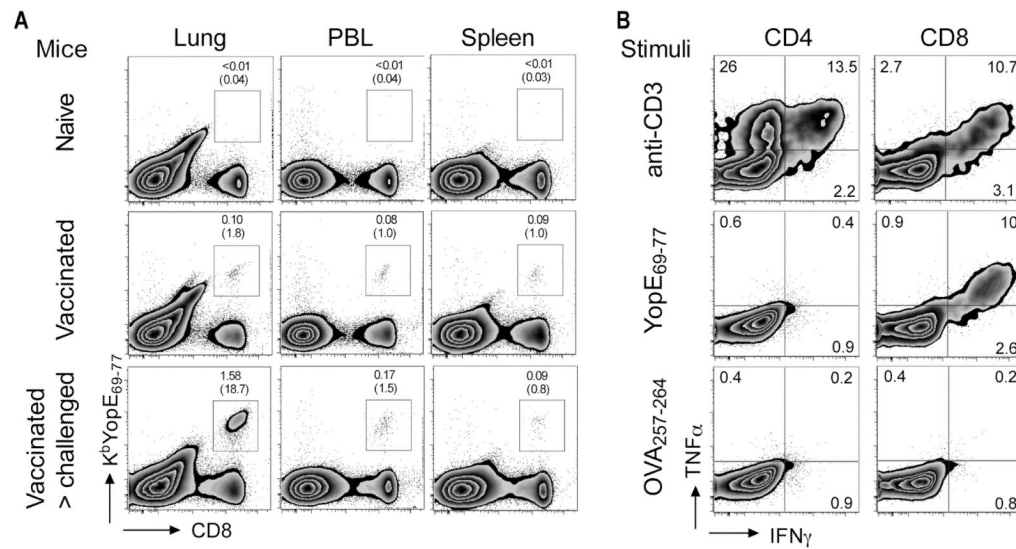 A
Mice
Lung
PBL
Spleen
Naive
<0.01
(0.04)
<0.01
(0.04)
<0.01
(0.03)
Vaccinated
0.10
(1.8)
0.08
(1.0)
0.09
(1.0)
Vaccinated
> challenged
1.58
(18.7)
0.17
(1.5)
0.09
(0.8)
KᵇYopE₆₉₋₇₇
CD8
B
Stimuli
CD4
CD8
anti-CD3
26
13.5
2.2
2.7
10.7
3.1
YopE₆₉₋₇₇
0.6
0.4
0.9
0.9
10
2.6
OVA₂₅₇₋₂₆₄
0.4
0.2
0.9
0.4
0.2
0.8
TNFα
IFNγ